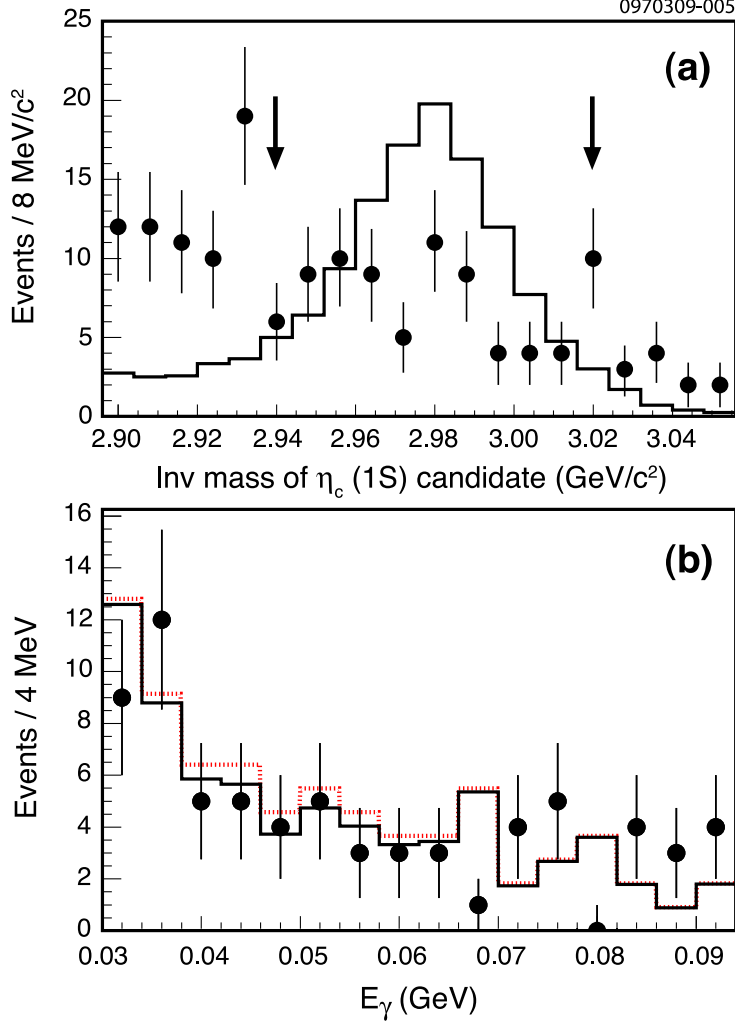 0970309-005
(a)
Events / 8 MeV/c²
25
20
15
10
5
0
2.90 2.92 2.94 2.96 2.98 3.00 3.02 3.04
Inv mass of η_c (1S) candidate (GeV/c²)
(b)
Events / 4 MeV
16
14
12
10
8
6
4
2
0
0.03 0.04 0.05 0.06 0.07 0.08 0.09
E_γ (GeV)